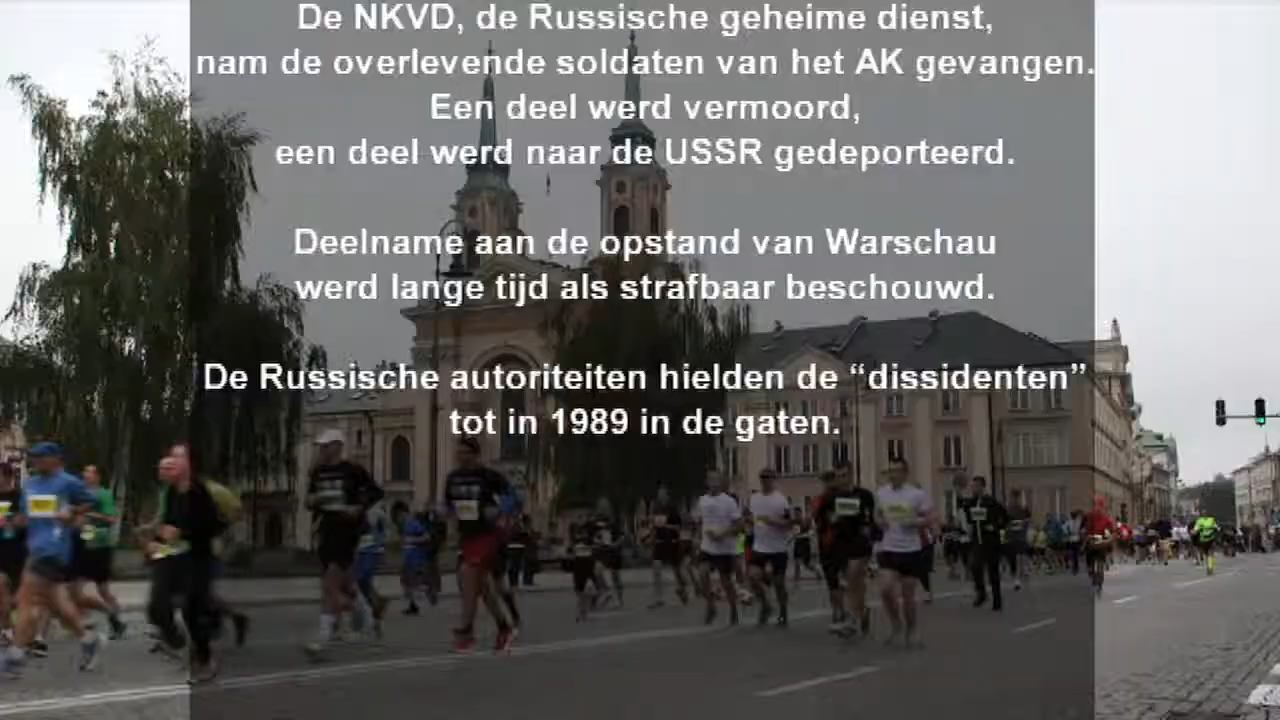 De NKVD, de Russische geheime dienst,
nam de overlevende soldaten van het AK gevangen.
Een deel werd vermoord,
een deel werd naar de USSR gedeporteerd.
Deelname aan de opstand van Warschau
werd lange tijd als strafbaar beschouwd.
De Russische autoriteiten hielden de “dissidenten”
tot in 1989 in de gaten.